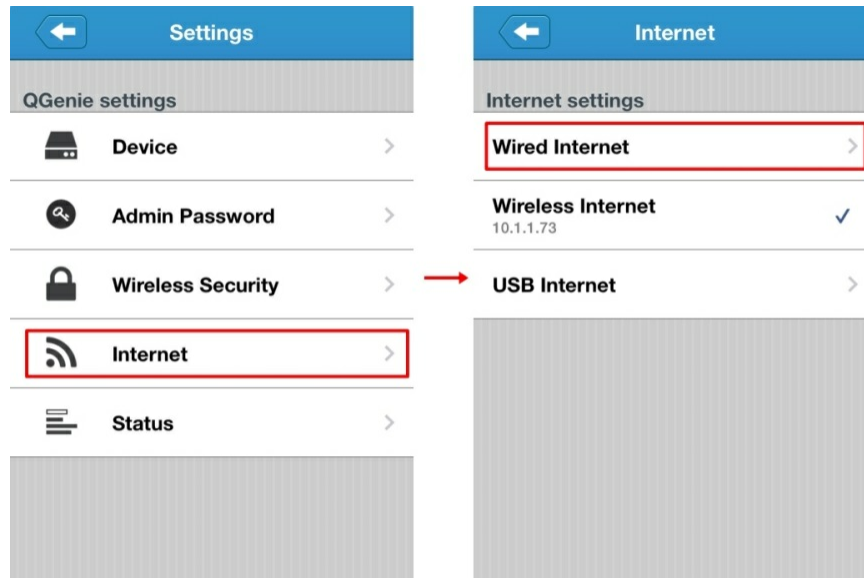 Settings
QGenie settings
Device
Admin Password
Wireless Security
Internet
Status
Internet
Internet settings
Wired Internet
Wireless Internet
10.1.1.73
USB Internet